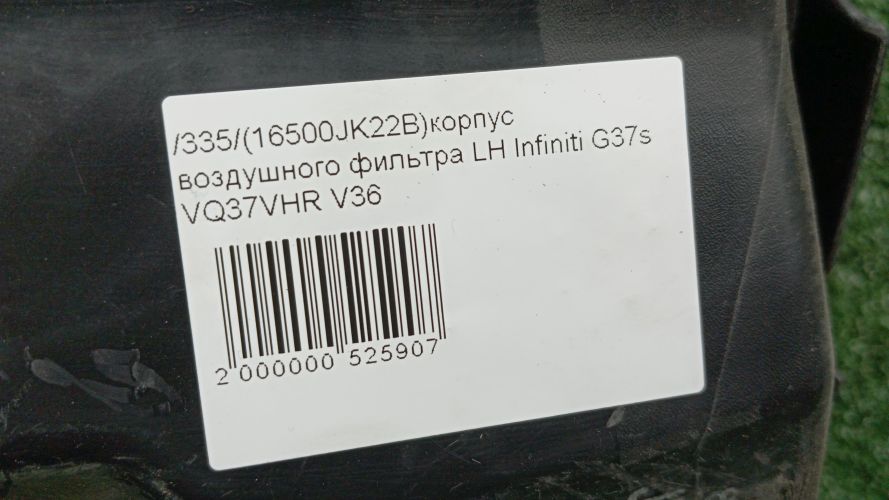 /335/(16500JK22B)корпус
воздушного фильтра LH Infiniti G37s
VQ37VHR V36
2 000000 525907